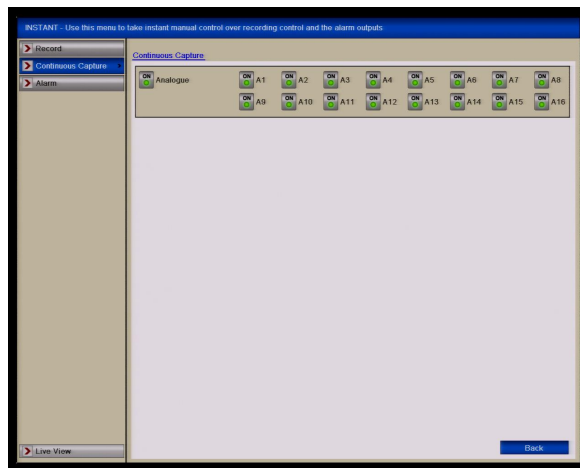 INSTANT - Use this menu to take instant manual control over recording control and the alarm outputs
Record
Continuous Capture
Alarm
Live View
Continuous Capture
ON Analogue ON A1 ON A2 ON A3 ON A4 ON A5 ON A6 ON A7 ON A8
ON A9 ON A10 ON A11 ON A12 ON A13 ON A14 ON A15 ON A16
Back